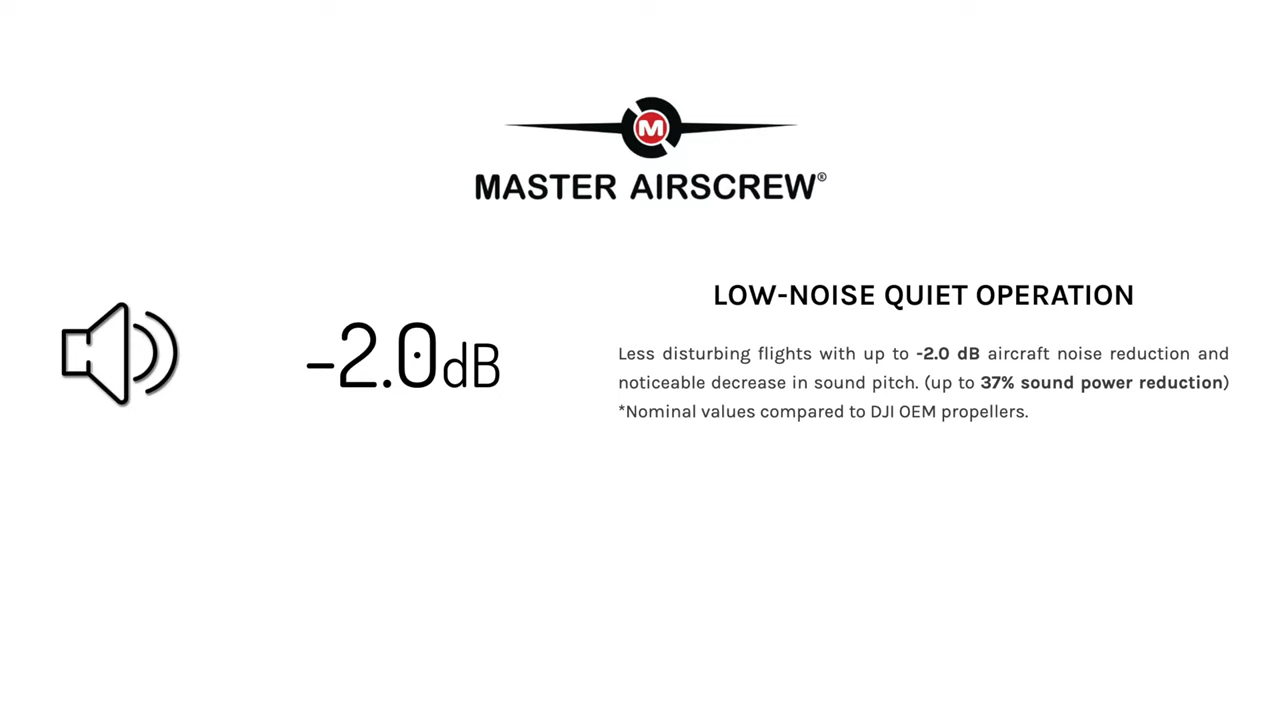 M
MASTER AIRSCREW®
LOW-NOISE QUIET OPERATION
-2.0dB
Less disturbing flights with up to -2.0 dB aircraft noise reduction and
noticeable decrease in sound pitch. (up to 37% sound power reduction)
*Nominal values compared to DJI OEM propellers.